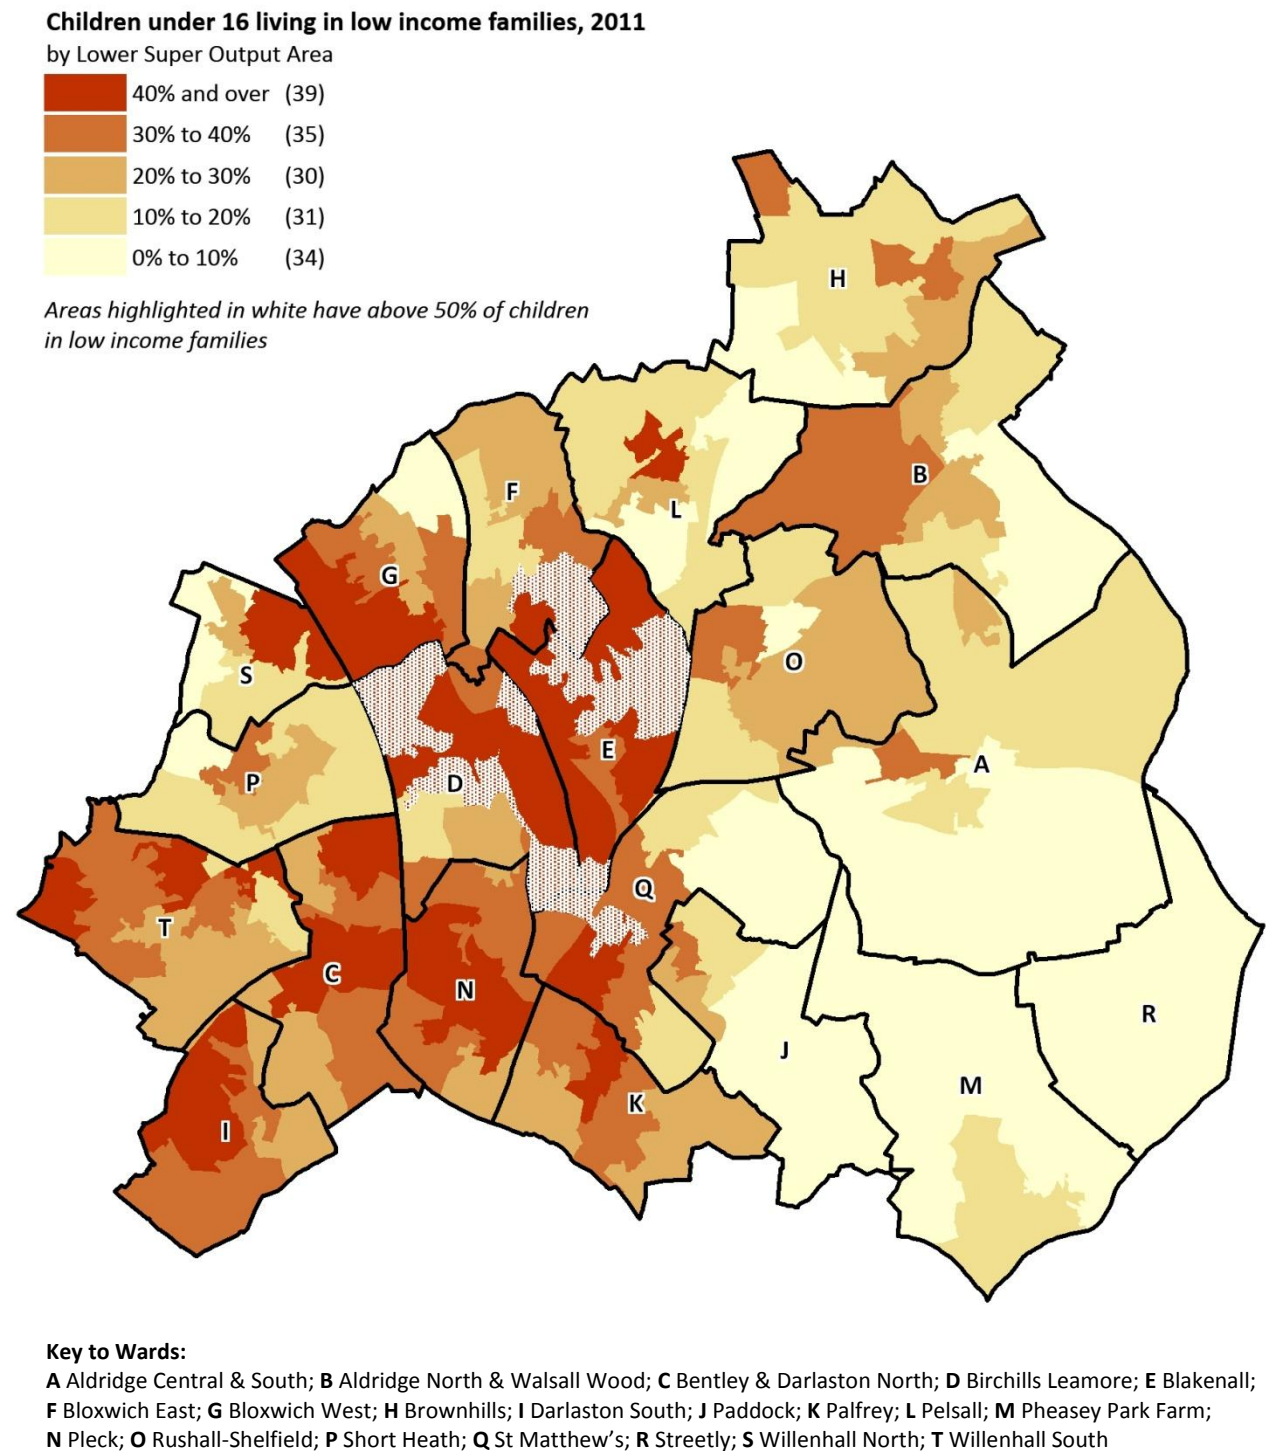 Children under 16 living in low income families, 2011
by Lower Super Output Area
40% and over (39)
30% to 40% (35)
20% to 30% (30)
10% to 20% (31)
0% to 10% (34)
Areas highlighted in white have above 50% of children
in low income families
H
B
F
L
G
O
S
E
A
P
D
Q
T
C
N
R
J
M
K
I
Key to Wards:
A Aldridge Central & South; B Aldridge North & Walsall Wood; C Bentley & Darlaston North; D Birchills Leamore; E Blakenall;
F Bloxwich East; G Bloxwich West; H Brownhills; I Darlaston South; J Paddock; K Palfrey; L Pelsall; M Pheasey Park Farm;
N Pleck; O Rushall-Shelfield; P Short Heath; Q St Matthew’s; R Streetly; S Willenhall North; T Willenhall South